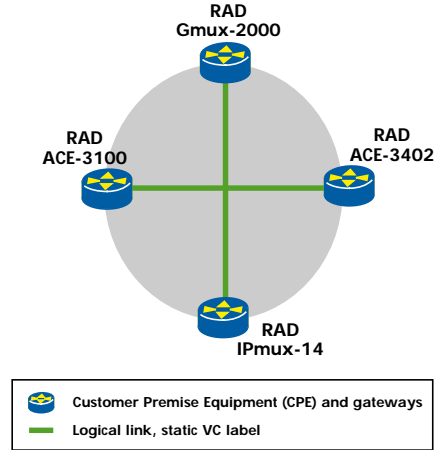 RAD
Gmux-2000
RAD
ACE-3100
RAD
ACE-3402
RAD
IPmux-14
Customer Premise Equipment (CPE) and gateways
Logical link, static VC label